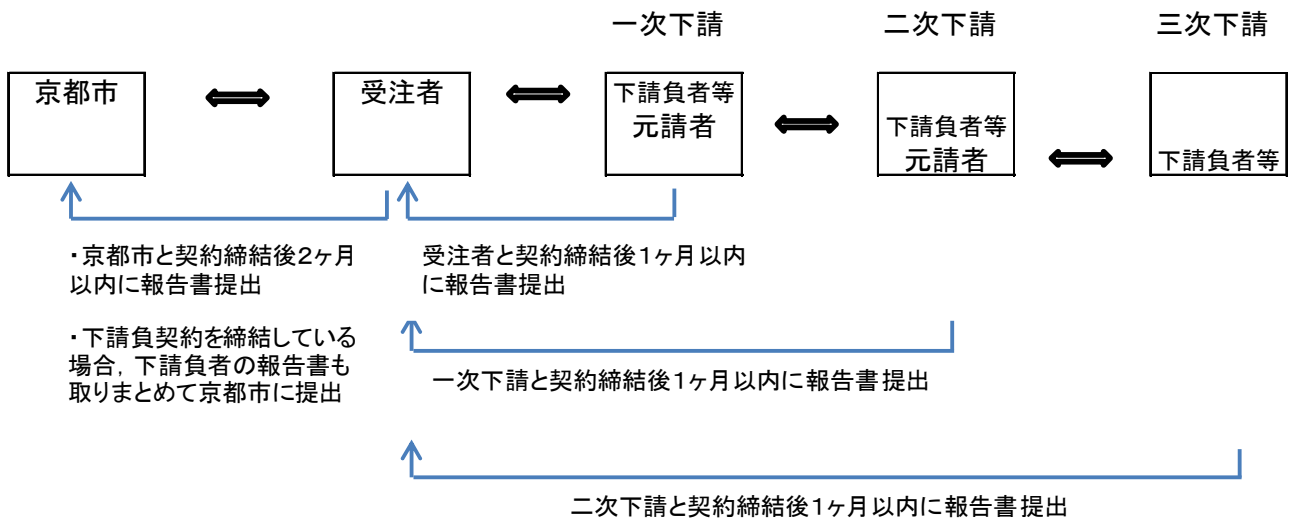 一次下請
二次下請
三次下請
京都市
受注者
下請負者等
元請者
下請負者等
元請者
下請負者等
・京都市と契約締結後2ヶ月
以内に報告書提出
受注者と契約締結後1ヶ月以内
に報告書提出
・下請負契約を締結している
場合，下請負者の報告書も
取りまとめて京都市に提出
一次下請と契約締結後1ヶ月以内に報告書提出
二次下請と契約締結後1ヶ月以内に報告書提出